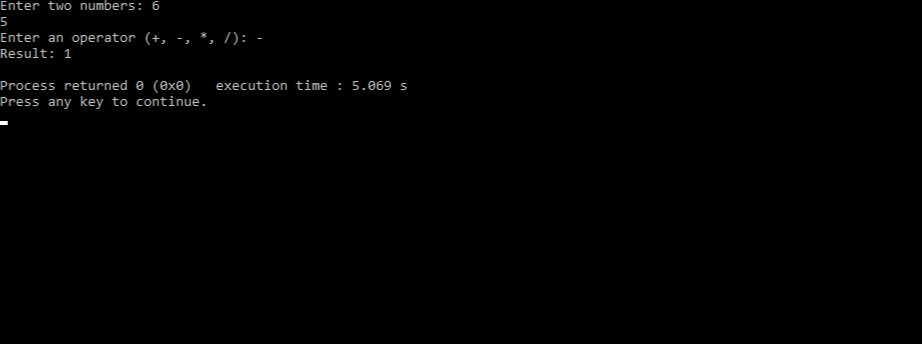 Enter two numbers: 6
5
Enter an operator (+, -, *, /): -
Result: 1
Process returned 0 (0x0)   execution time : 5.069 s
Press any key to continue.